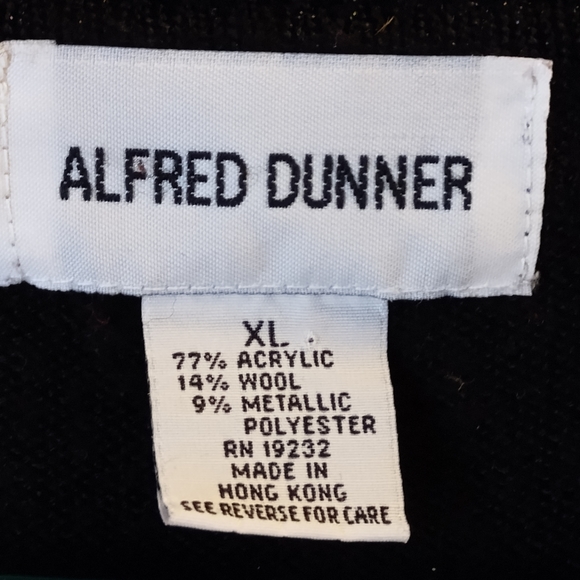 ALFRED DUNNER
XL
77% ACRYLIC
14% WOOL
9% METALLIC
POLYESTER
RN 19232
MADE IN
HONG KONG
SEE REVERSE FOR CARE